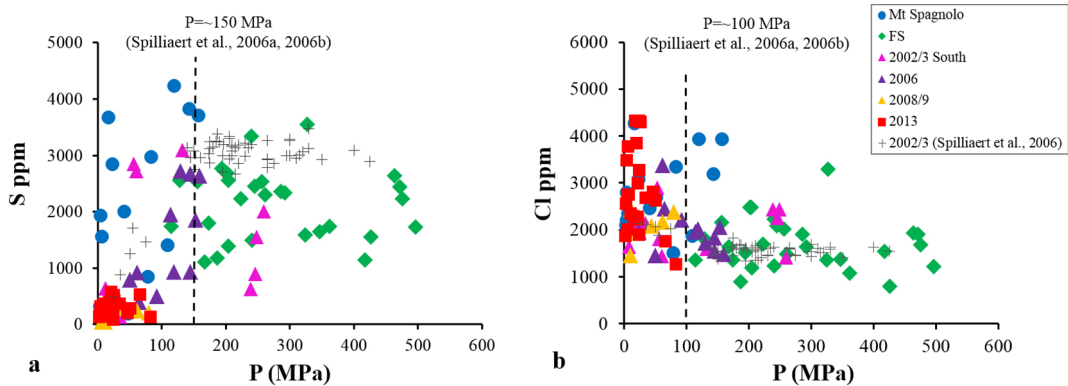 P=~150 MPa
(Spilliaert et al., 2006a, 2006b)
5000
4000
3000
2000
1000
0
S ppm
0 100 200 300 400 500 600
P (MPa)
a
P=~100 MPa
(Spilliaert et al., 2006a, 2006b)
6000
5000
4000
3000
2000
1000
0
Cl ppm
0 100 200 300 400 500 600
P (MPa)
b
Mt Spagnolo
FS
2002/3 South
2006
2008/9
2013
2002/3 (Spilliaert et al., 2006)